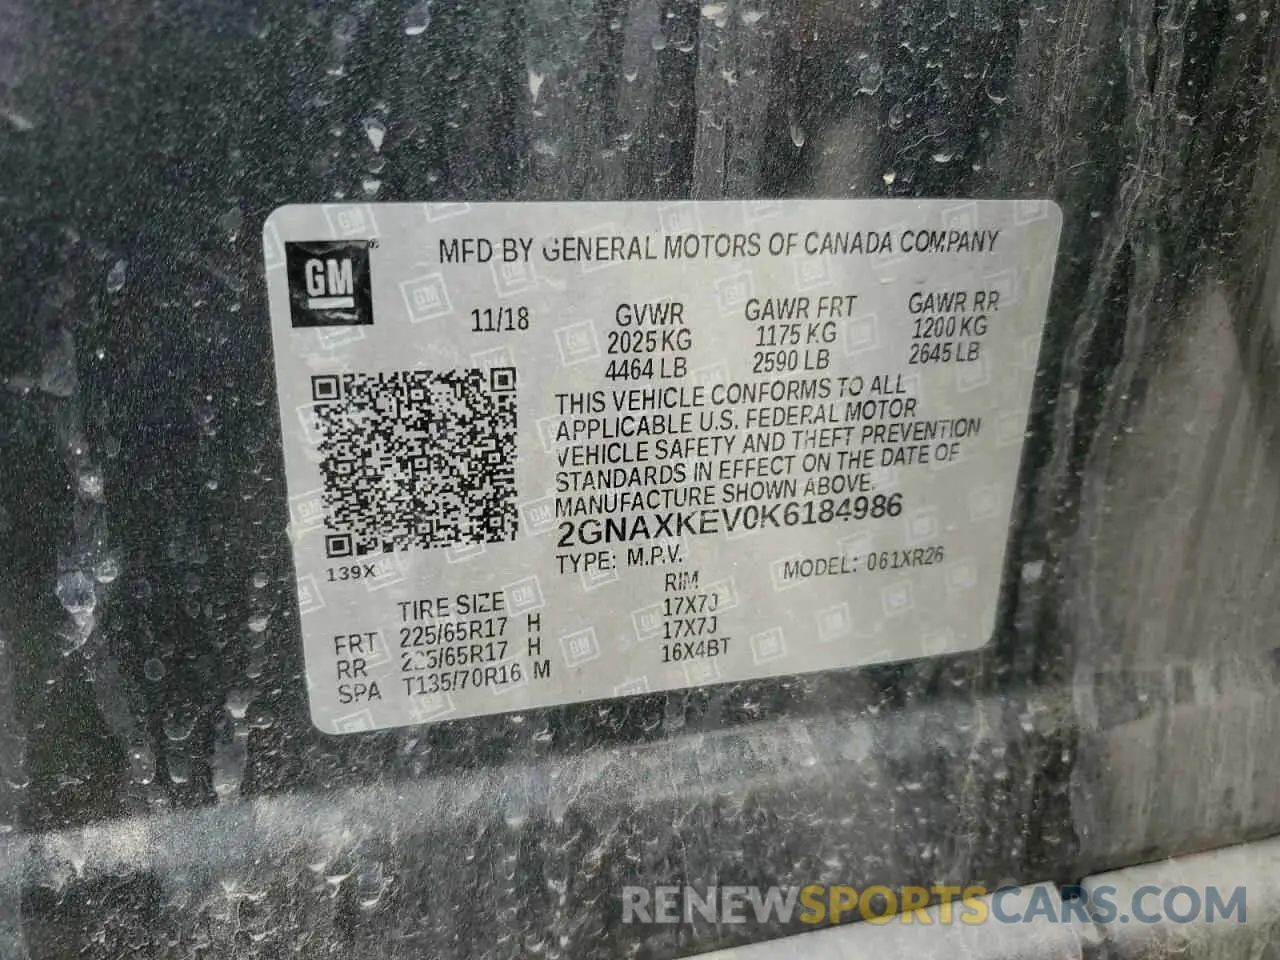 GM
MFD BY GENERAL MOTORS OF CANADA COMPANY
11/18
GVWR GAWR FRT GAWR RR
2025 KG 1175 KG 1200 KG
4464 LB 2590 LB 2645 LB
THIS VEHICLE CONFORMS TO ALL
APPLICABLE U.S. FEDERAL MOTOR
VEHICLE SAFETY AND THEFT PREVENTION
STANDARDS IN EFFECT ON THE DATE OF
MANUFACTURE SHOWN ABOVE.
2GNAXKEV0K6184986
TYPE: M.P.V. MODEL: 061XR26
139X
TIRE SIZE RIM
FRT 225/65R17 H 17X7J
RR 225/65R17 H 17X7J
SPA T135/70R16 M 16X4BT
RENEWSPORTSCARS.COM